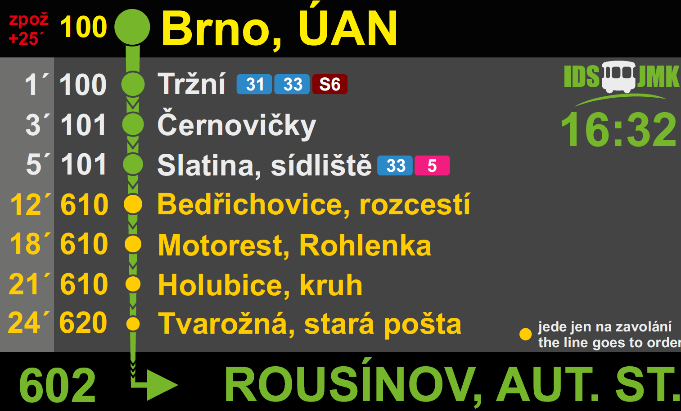 zpož
+25´ 100 Brno, ÚAN
1´ 100 Tržní 31 33 S6
IDS JMK
3´ 101 Černovičky
16:32
5´ 101 Slatina, sídliště 33 5
12´ 610 Bedřichovice, rozcestí
18´ 610 Motorest, Rohlenka
21´ 610 Holubice, kruh
24´ 620 Tvarožná, stará pošta
jede jen na zavolání
the line goes to order
602 ROUSÍNOV, AUT. ST.